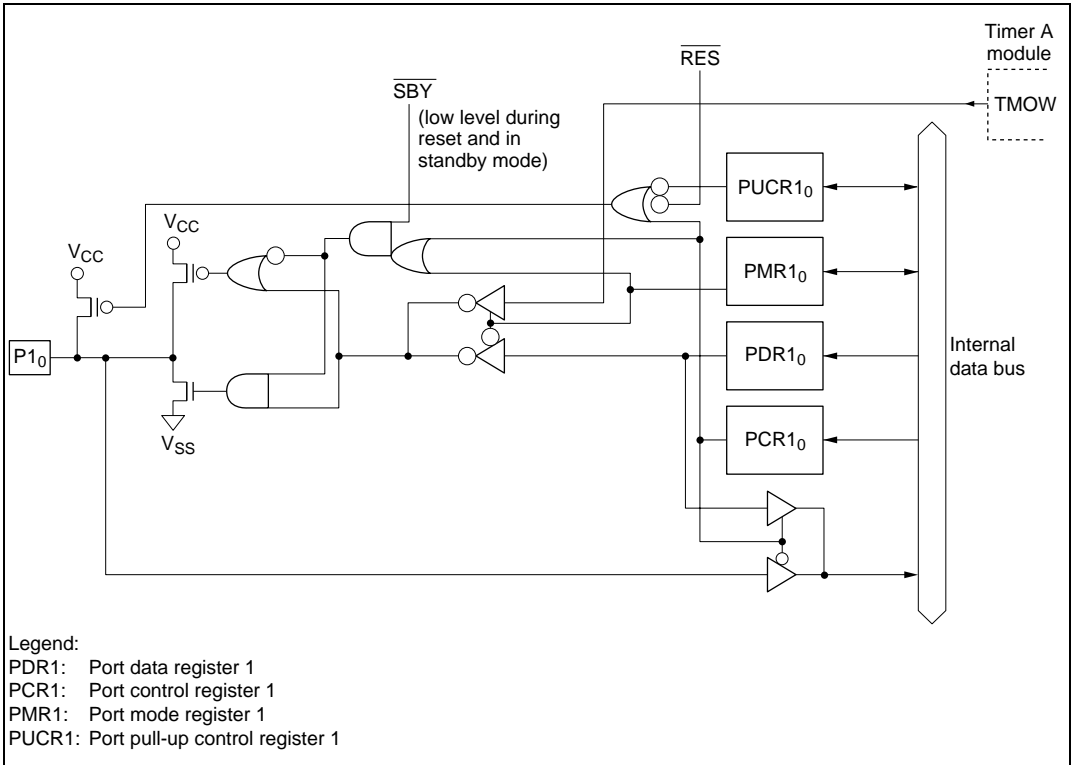 Timer A
module
TMOW
RES
SBY
(low level during
reset and in
standby mode)
PUCR1₀
VCC
VCC
PMR1₀
P1₀
PDR1₀
Internal
data bus
VSS
PCR1₀
Legend:
PDR1: Port data register 1
PCR1: Port control register 1
PMR1: Port mode register 1
PUCR1: Port pull-up control register 1